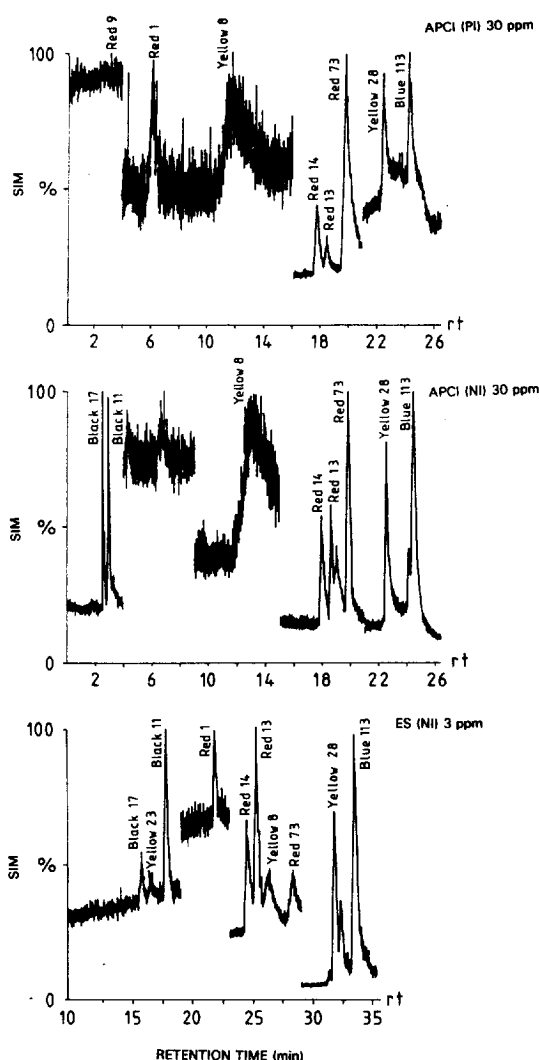 APCI (PI) 30 ppm
100
Red 9
Red 1
Yellow 8
Red 14
Red 13
Red 73
Yellow 28
Blue 113
SIM
%
0
2
6
10
14
18
22
26
rt
APCI (NI) 30 ppm
100
Black 17
Black 11
Yellow 8
Red 14
Red 13
Red 73
Yellow 28
Blue 113
SIM
%
0
2
6
10
14
18
22
26
rt
ES (NI) 3 ppm
100
Black 17
Yellow 23
Black 11
Red 1
Red 14
Red 13
Yellow 8
Red 73
Yellow 28
Blue 113
SIM
%
0
10
15
20
25
30
35
rt
RETENTION TIME (min)